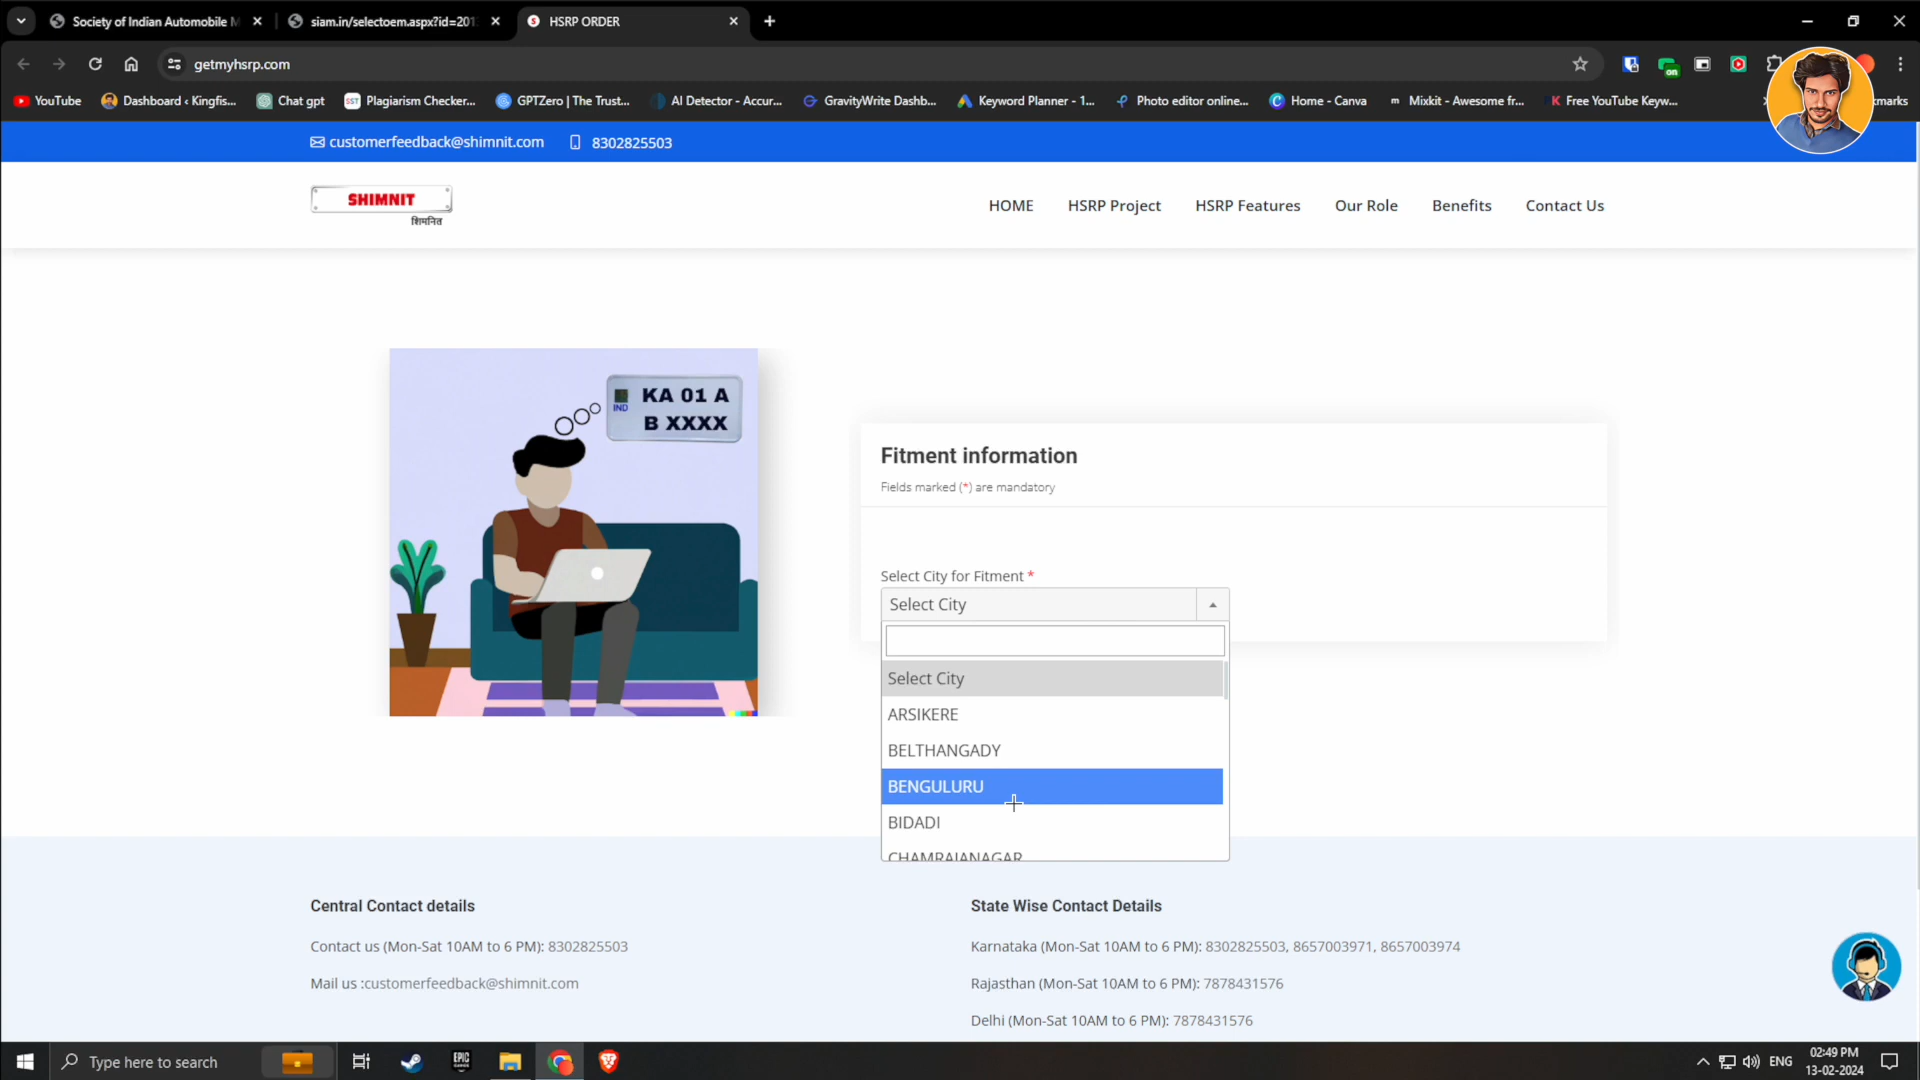 Society of Indian Automobile M
siam.in/selectoem.aspx?id=201
HSRP ORDER
getmyhsrp.com
on
YouTube
Dashboard ‹ Kingfis...
Chat gpt
SST
Plagiarism Checker...
GPTZero | The Trust...
AI Detector - Accur...
GravityWrite Dashb...
Keyword Planner - 1...
Photo editor online...
Home - Canva
m Mixkit - Awesome fr...
K Free YouTube Keyw...
kmarks
customerfeedback@shimnit.com 8302825503
SHIMNIT
शिमनित
HOME HSRP Project HSRP Features Our Role Benefits Contact Us
IND
KA 01 A
B XXXX
Fitment information
Fields marked (*) are mandatory
Select City for Fitment *
Select City
Select City
ARSIKERE
BELTHANGADY
BENGULURU
BIDADI
CHAMRAJANAGAR
Central Contact details
Contact us (Mon-Sat 10AM to 6 PM): 8302825503
Mail us :customerfeedback@shimnit.com
State Wise Contact Details
Karnataka (Mon-Sat 10AM to 6 PM): 8302825503, 8657003971, 8657003974
Rajasthan (Mon-Sat 10AM to 6 PM): 7878431576
Delhi (Mon-Sat 10AM to 6 PM): 7878431576
Type here to search
EPIC
GAMES
ENG
02:49 PM
13-02-2024